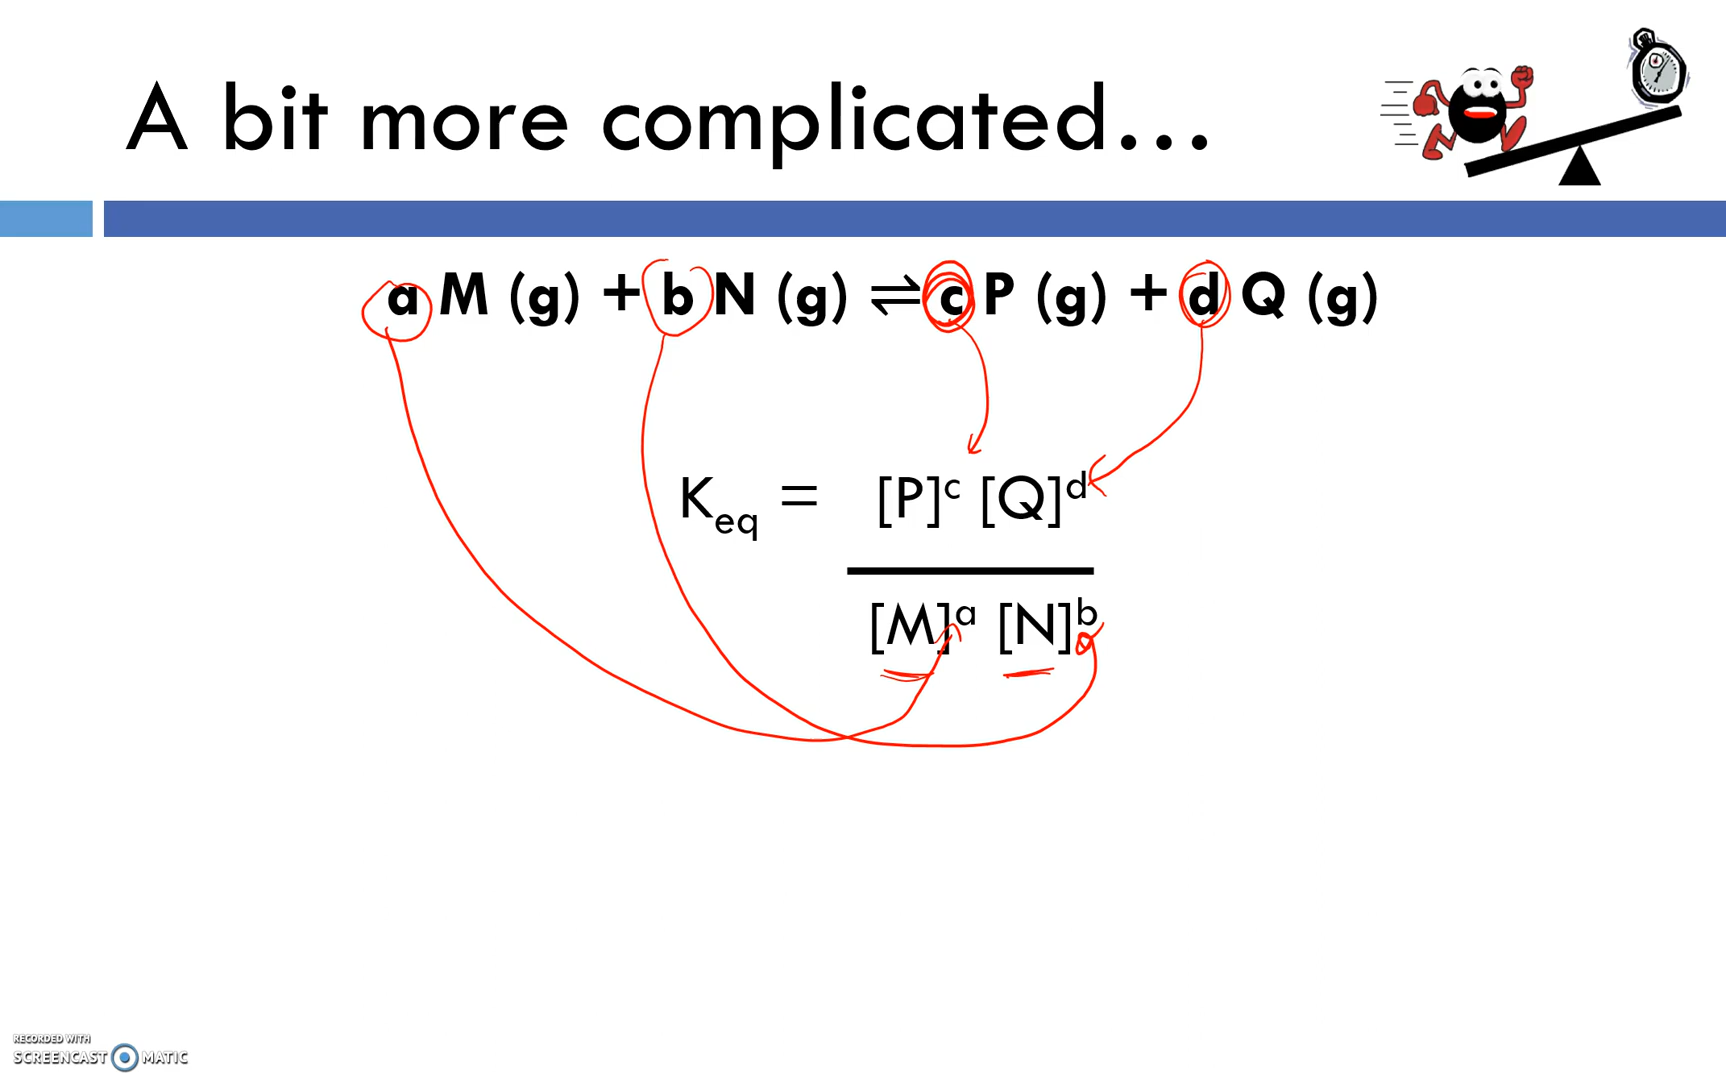 A bit more complicated...
a M (g) + b N (g) ⇌ c P (g) + d Q (g)
K_eq = [P]^c [Q]^d
[M]^a [N]^b
RECORDED WITH
SCREENCAST MATIC